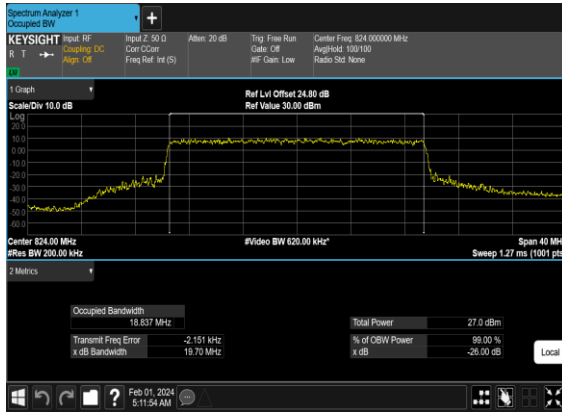 Spectrum Analyzer 1
Occupied BW
KEYSIGHT
R T
Input: RF
Coupling: DC
Align: Off
Input Z: 50 Ω
Corr CCorr
Freq Ref: Int (S)
Atten: 20 dB
Trig: Free Run
Gate: Off
#IF Gain: Low
Center Freq: 824.000000 MHz
Avg|Hold: 100/100
Radio Std: None
1 Graph
Scale/Div 10.0 dB
Ref Lvl Offset 24.80 dB
Ref Value 30.00 dBm
Log
20.0
10.0
0.00
-10.0
-20.0
-30.0
-40.0
-50.0
-60.0
Center 824.00 MHz
#Res BW 200.00 kHz
#Video BW 620.00 kHz*
Span 40 MH
Sweep 1.27 ms (1001 pts
2 Metrics
Occupied Bandwidth
18.837 MHz
Transmit Freq Error -2.151 kHz
x dB Bandwidth 19.70 MHz
Total Power 27.0 dBm
% of OBW Power 99.00 %
x dB -26.00 dB
Local
?
Feb 01, 2024
5:11:54 AM